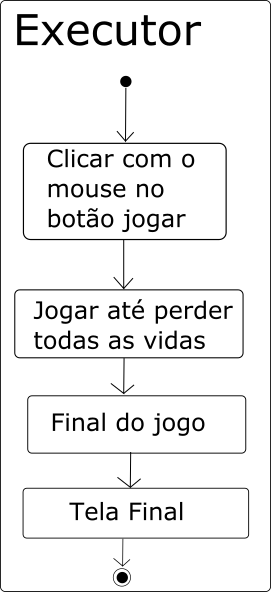 Executor
Clicar com o
mouse no
botão jogar
Jogar até perder
todas as vidas
Final do jogo
Tela Final